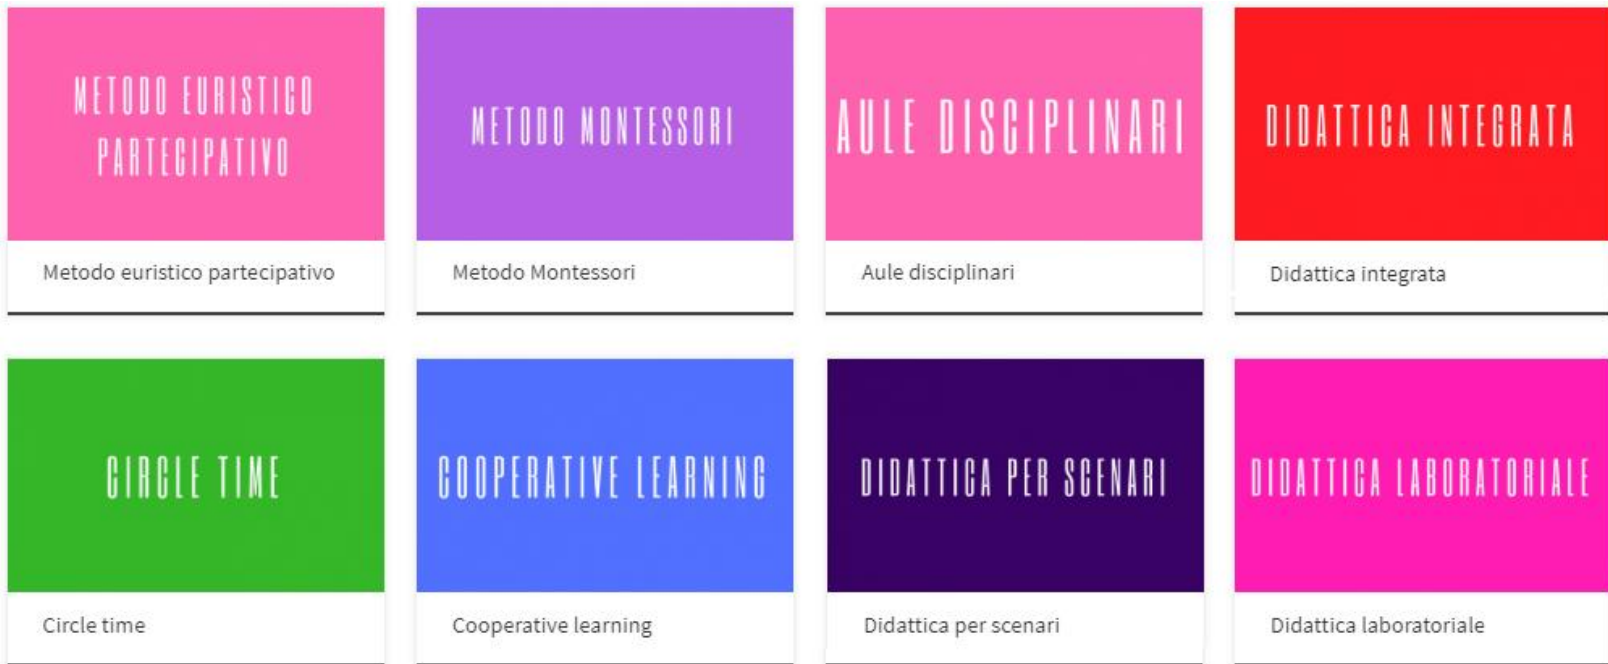 METODO EURISTICO
PARTECIPATIVO
METODO MONTESSORI
AULE DISCIPLINARI
DIDATTICA INTEGRATA
Metodo euristico partecipativo
Metodo Montessori
Aule disciplinari
Didattica integrata
CIRCLE TIME
COOPERATIVE LEARNING
DIDATTICA PER SCENARI
DIDATTICA LABORATORIALE
Circle time
Cooperative learning
Didattica per scenari
Didattica laboratoriale